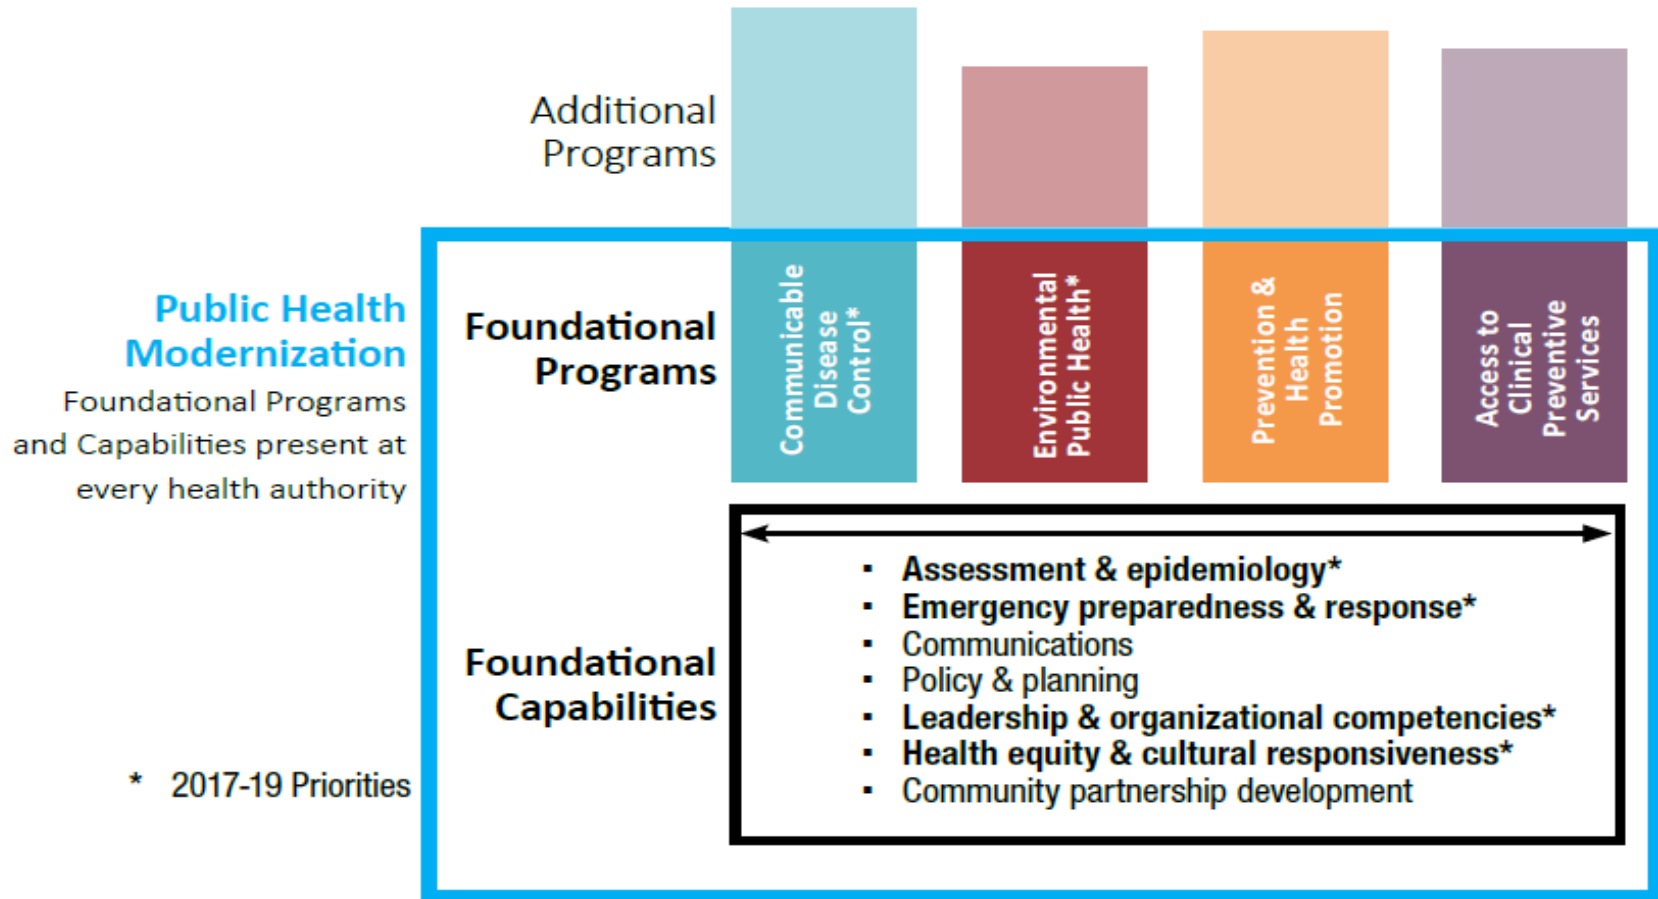 Additional
Programs
Public Health
Modernization
Foundational Programs
and Capabilities present at
every health authority
Foundational
Programs
Communicable
Disease
Control*
Environmental
Public Health*
Prevention &
Health
Promotion
Access to
Clinical
Preventive
Services
Foundational
Capabilities
▪ Assessment & epidemiology*
▪ Emergency preparedness & response*
▪ Communications
▪ Policy & planning
▪ Leadership & organizational competencies*
▪ Health equity & cultural responsiveness*
▪ Community partnership development
* 2017-19 Priorities